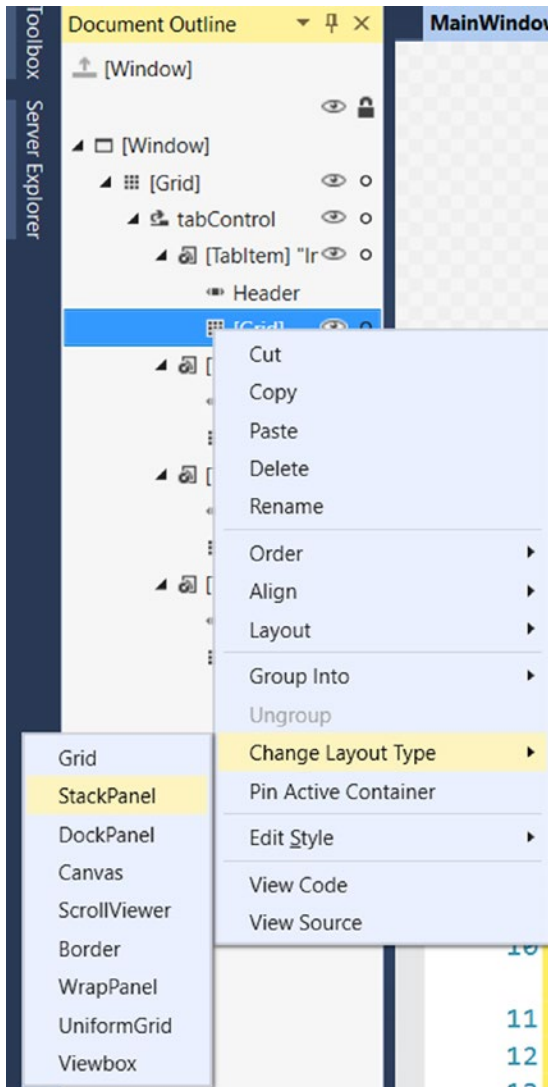 Toolbox
Server Explorer
Document Outline
MainWindow
[Window]
[Window]
[Grid]
tabControl
[TabItem] "Ir
Header
[Grid]
[
[
[
Cut
Copy
Paste
Delete
Rename
Order
Align
Layout
Group Into
Ungroup
Change Layout Type
Pin Active Container
Edit Style
View Code
View Source
Grid
StackPanel
DockPanel
Canvas
ScrollViewer
Border
WrapPanel
UniformGrid
Viewbox
10
11
12